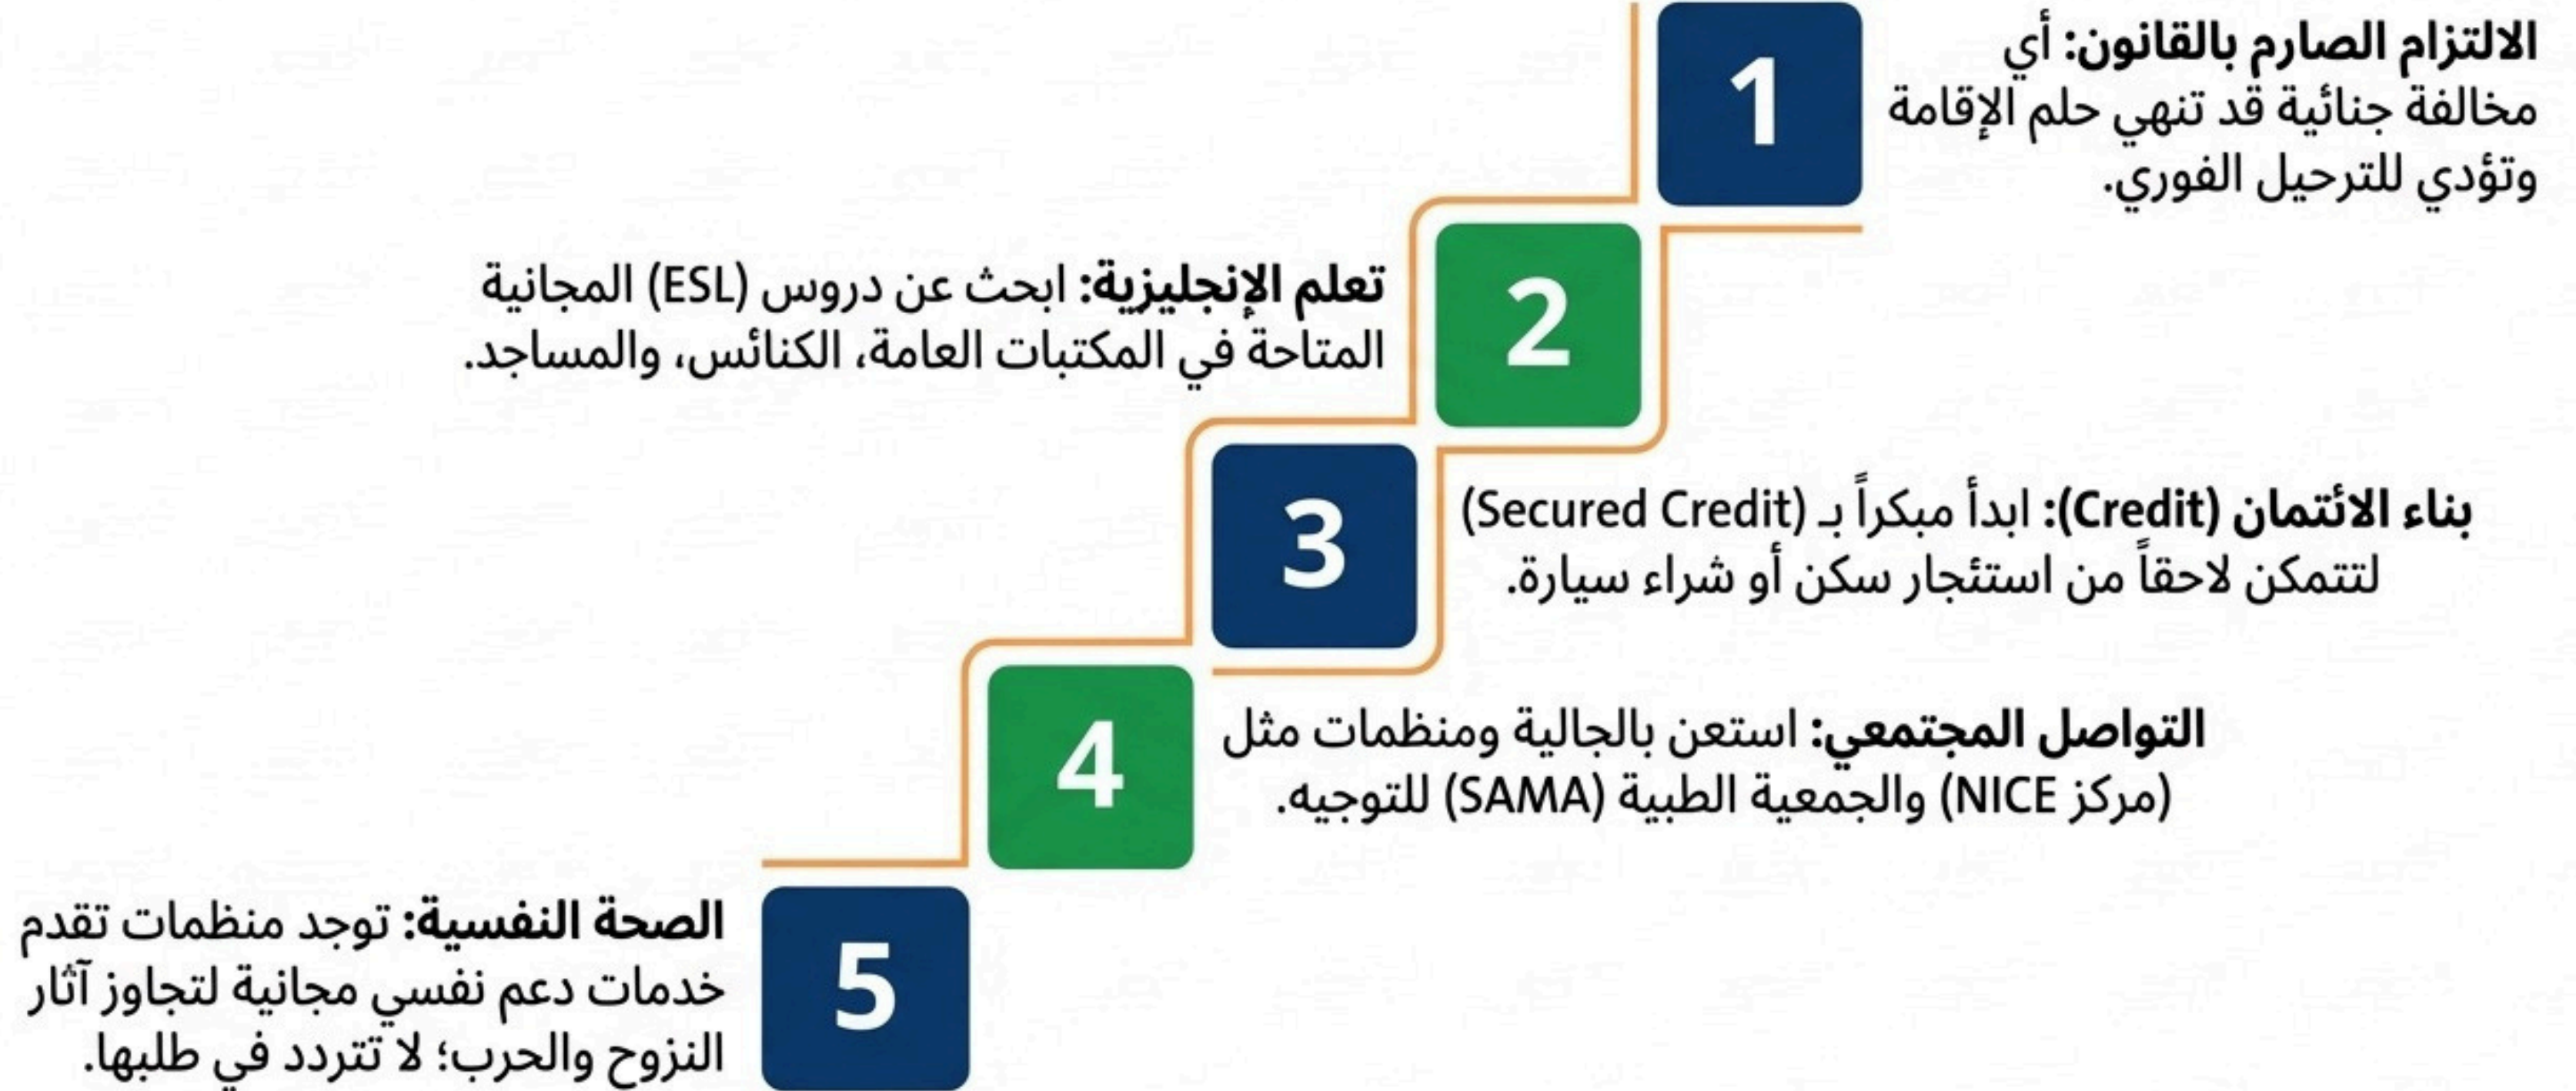 1
الالتزام الصارم بالقانون: أي
مخالفة جنائية قد تنهي حلم الإقامة
وتؤدي للترحيل الفوري.
2
تعلم الإنجليزية: ابحث عن دروس (ESL) المجانية
المتاحة في المكتبات العامة، الكنائس، والمساجد.
3
بناء الائتمان (Credit): ابدأ مبكراً بـ (Secured Credit)
لتتمكن لاحقاً من استئجار سكن أو شراء سيارة.
4
التواصل المجتمعي: استعن بالجالية ومنظمات مثل
(مركز NICE) والجمعية الطبية (SAMA) للتوجيه.
5
الصحة النفسية: توجد منظمات تقدم
خدمات دعم نفسي مجانية لتجاوز آثار
النزوح والحرب؛ لا تتردد في طلبها.